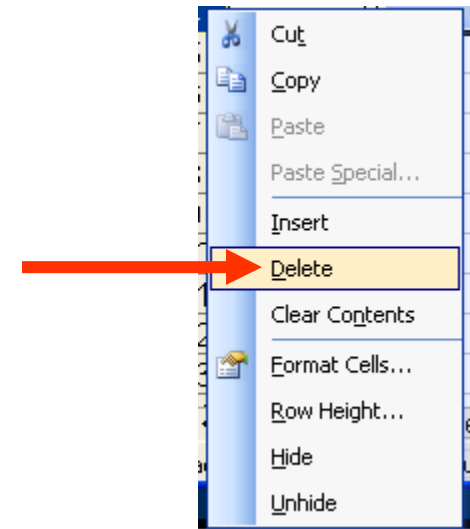 Cut
Copy
Paste
Paste Special...
Insert
Delete
Clear Contents
Format Cells...
Row Height...
Hide
Unhide